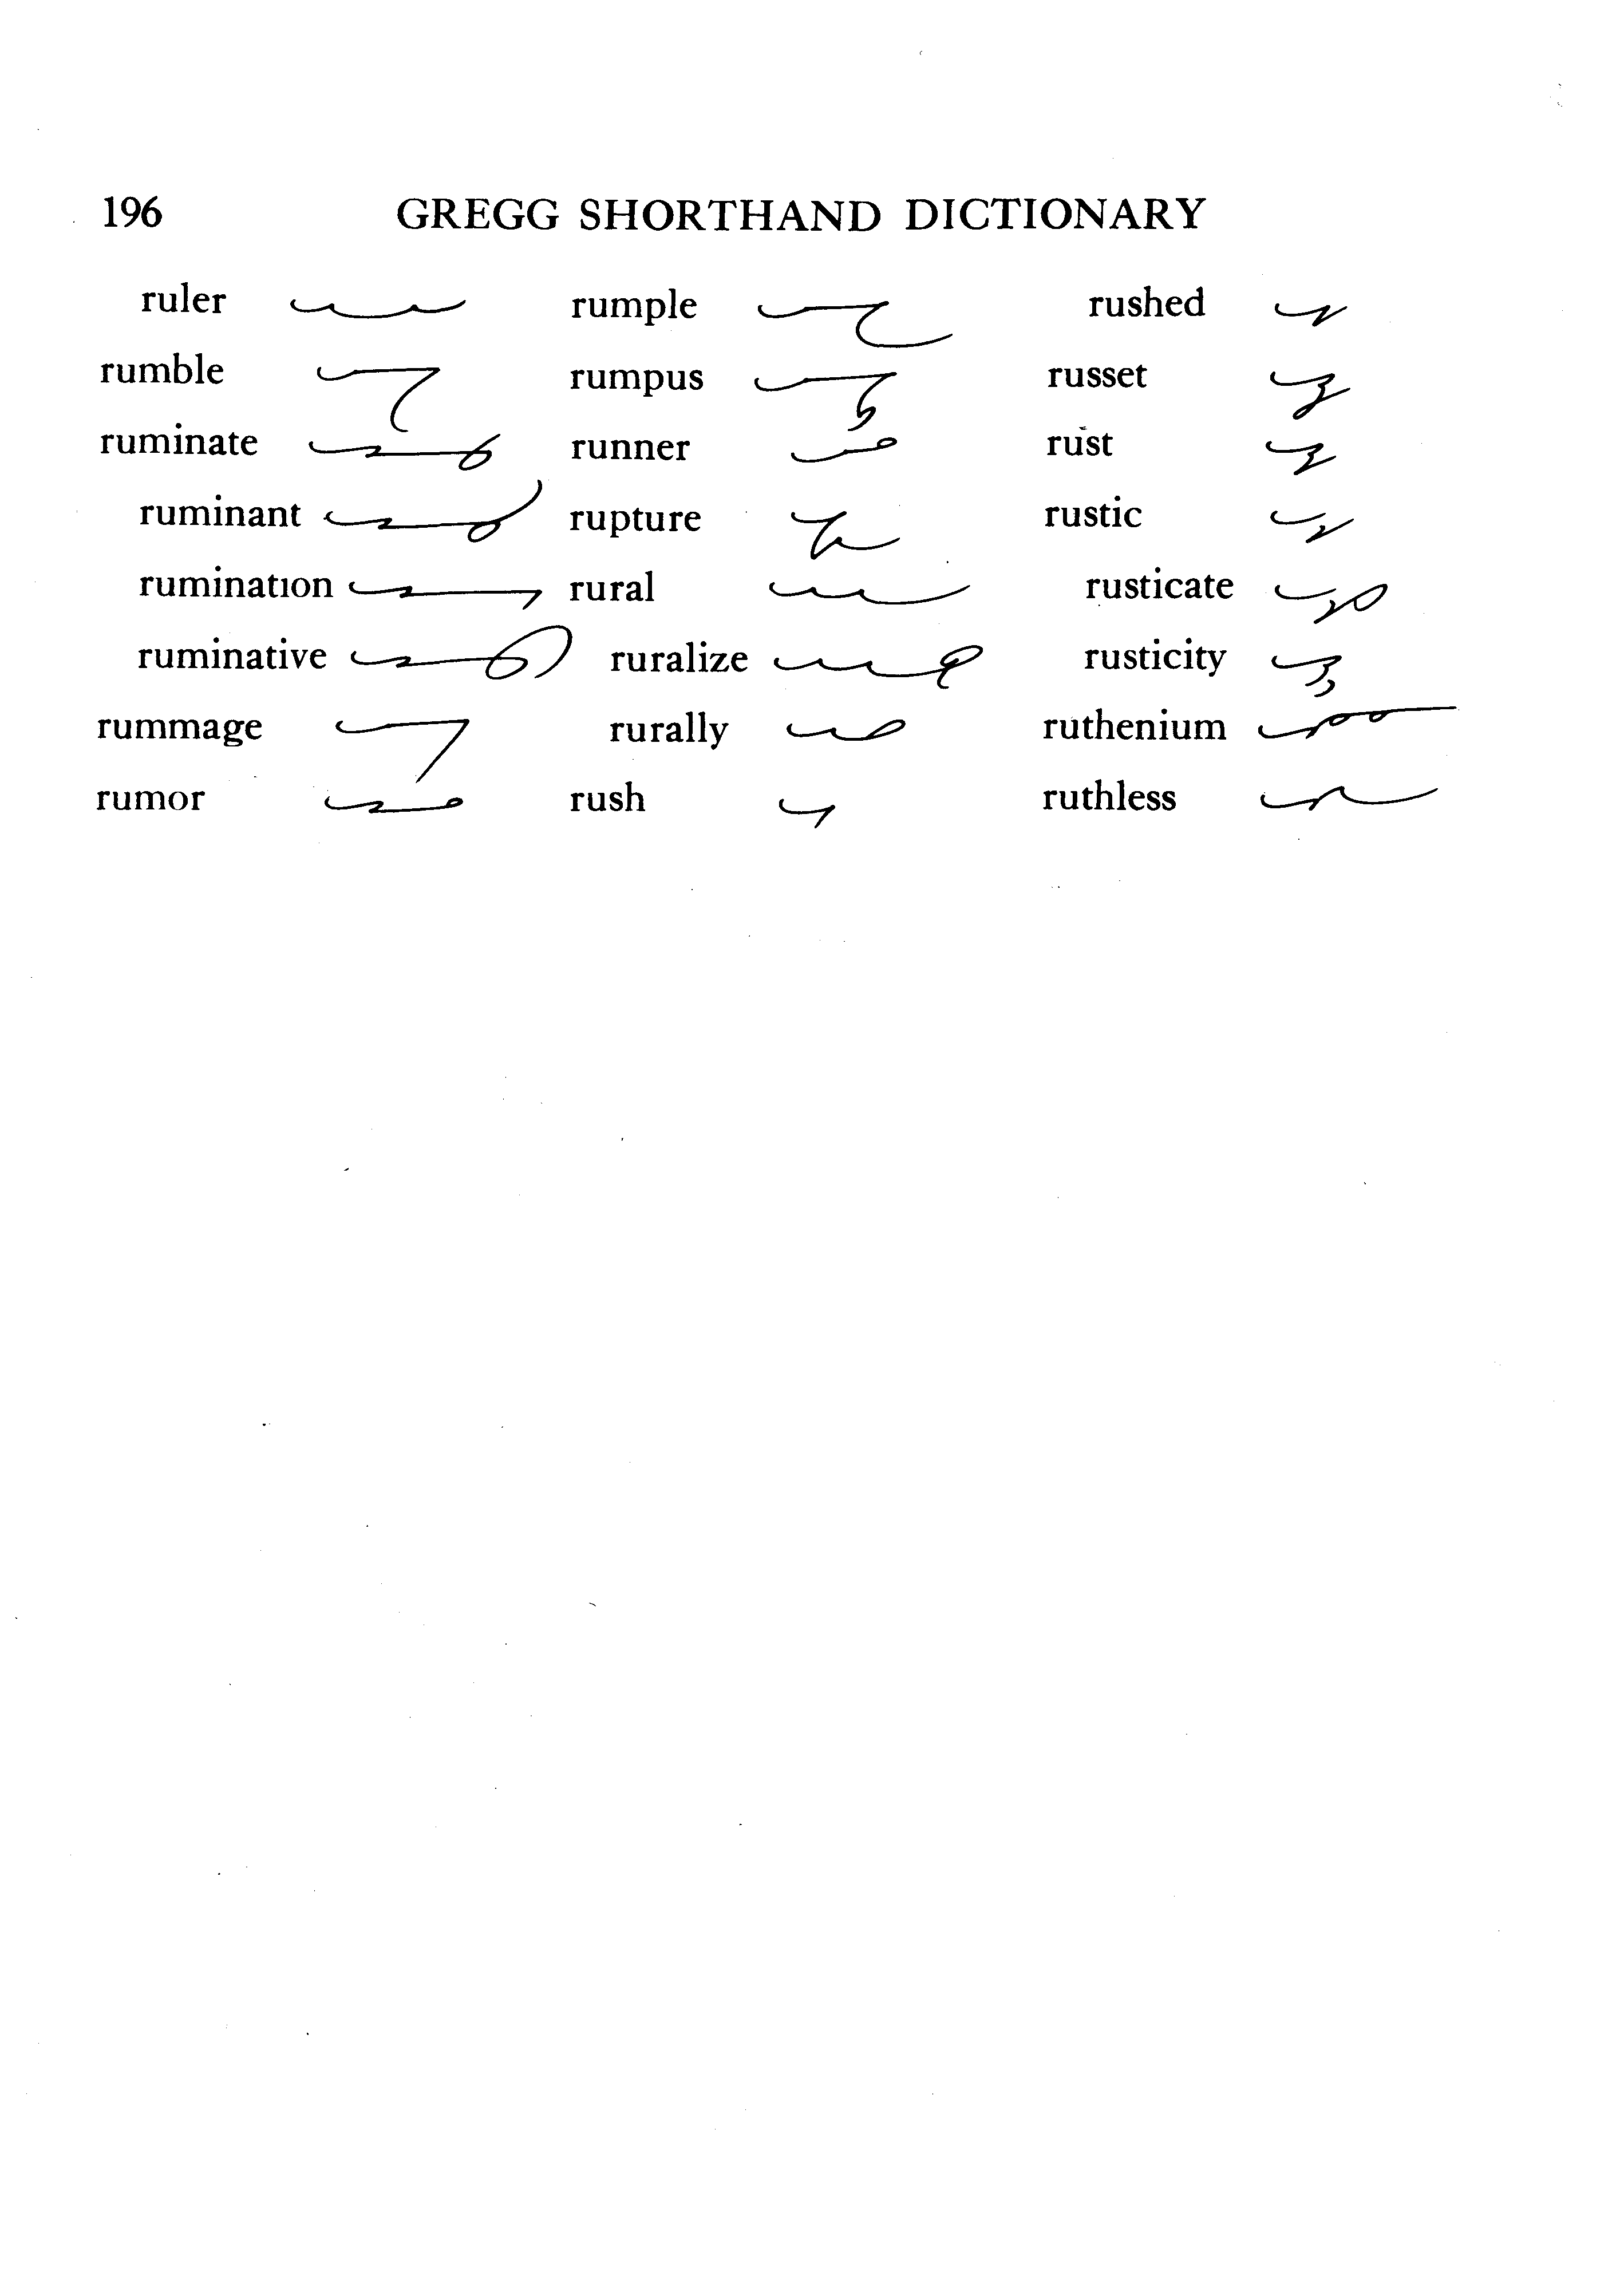 196 GREGG SHORTHAND DICTIONARY
ruler
rumble
ruminate
ruminant
rumination
ruminative
rummage
rumor
rumple
rumpus
runner
rupture
rural
ruralize
rurally
rush
rushed
russet
rust
rustic
rusticate
rusticity
ruthenium
ruthless